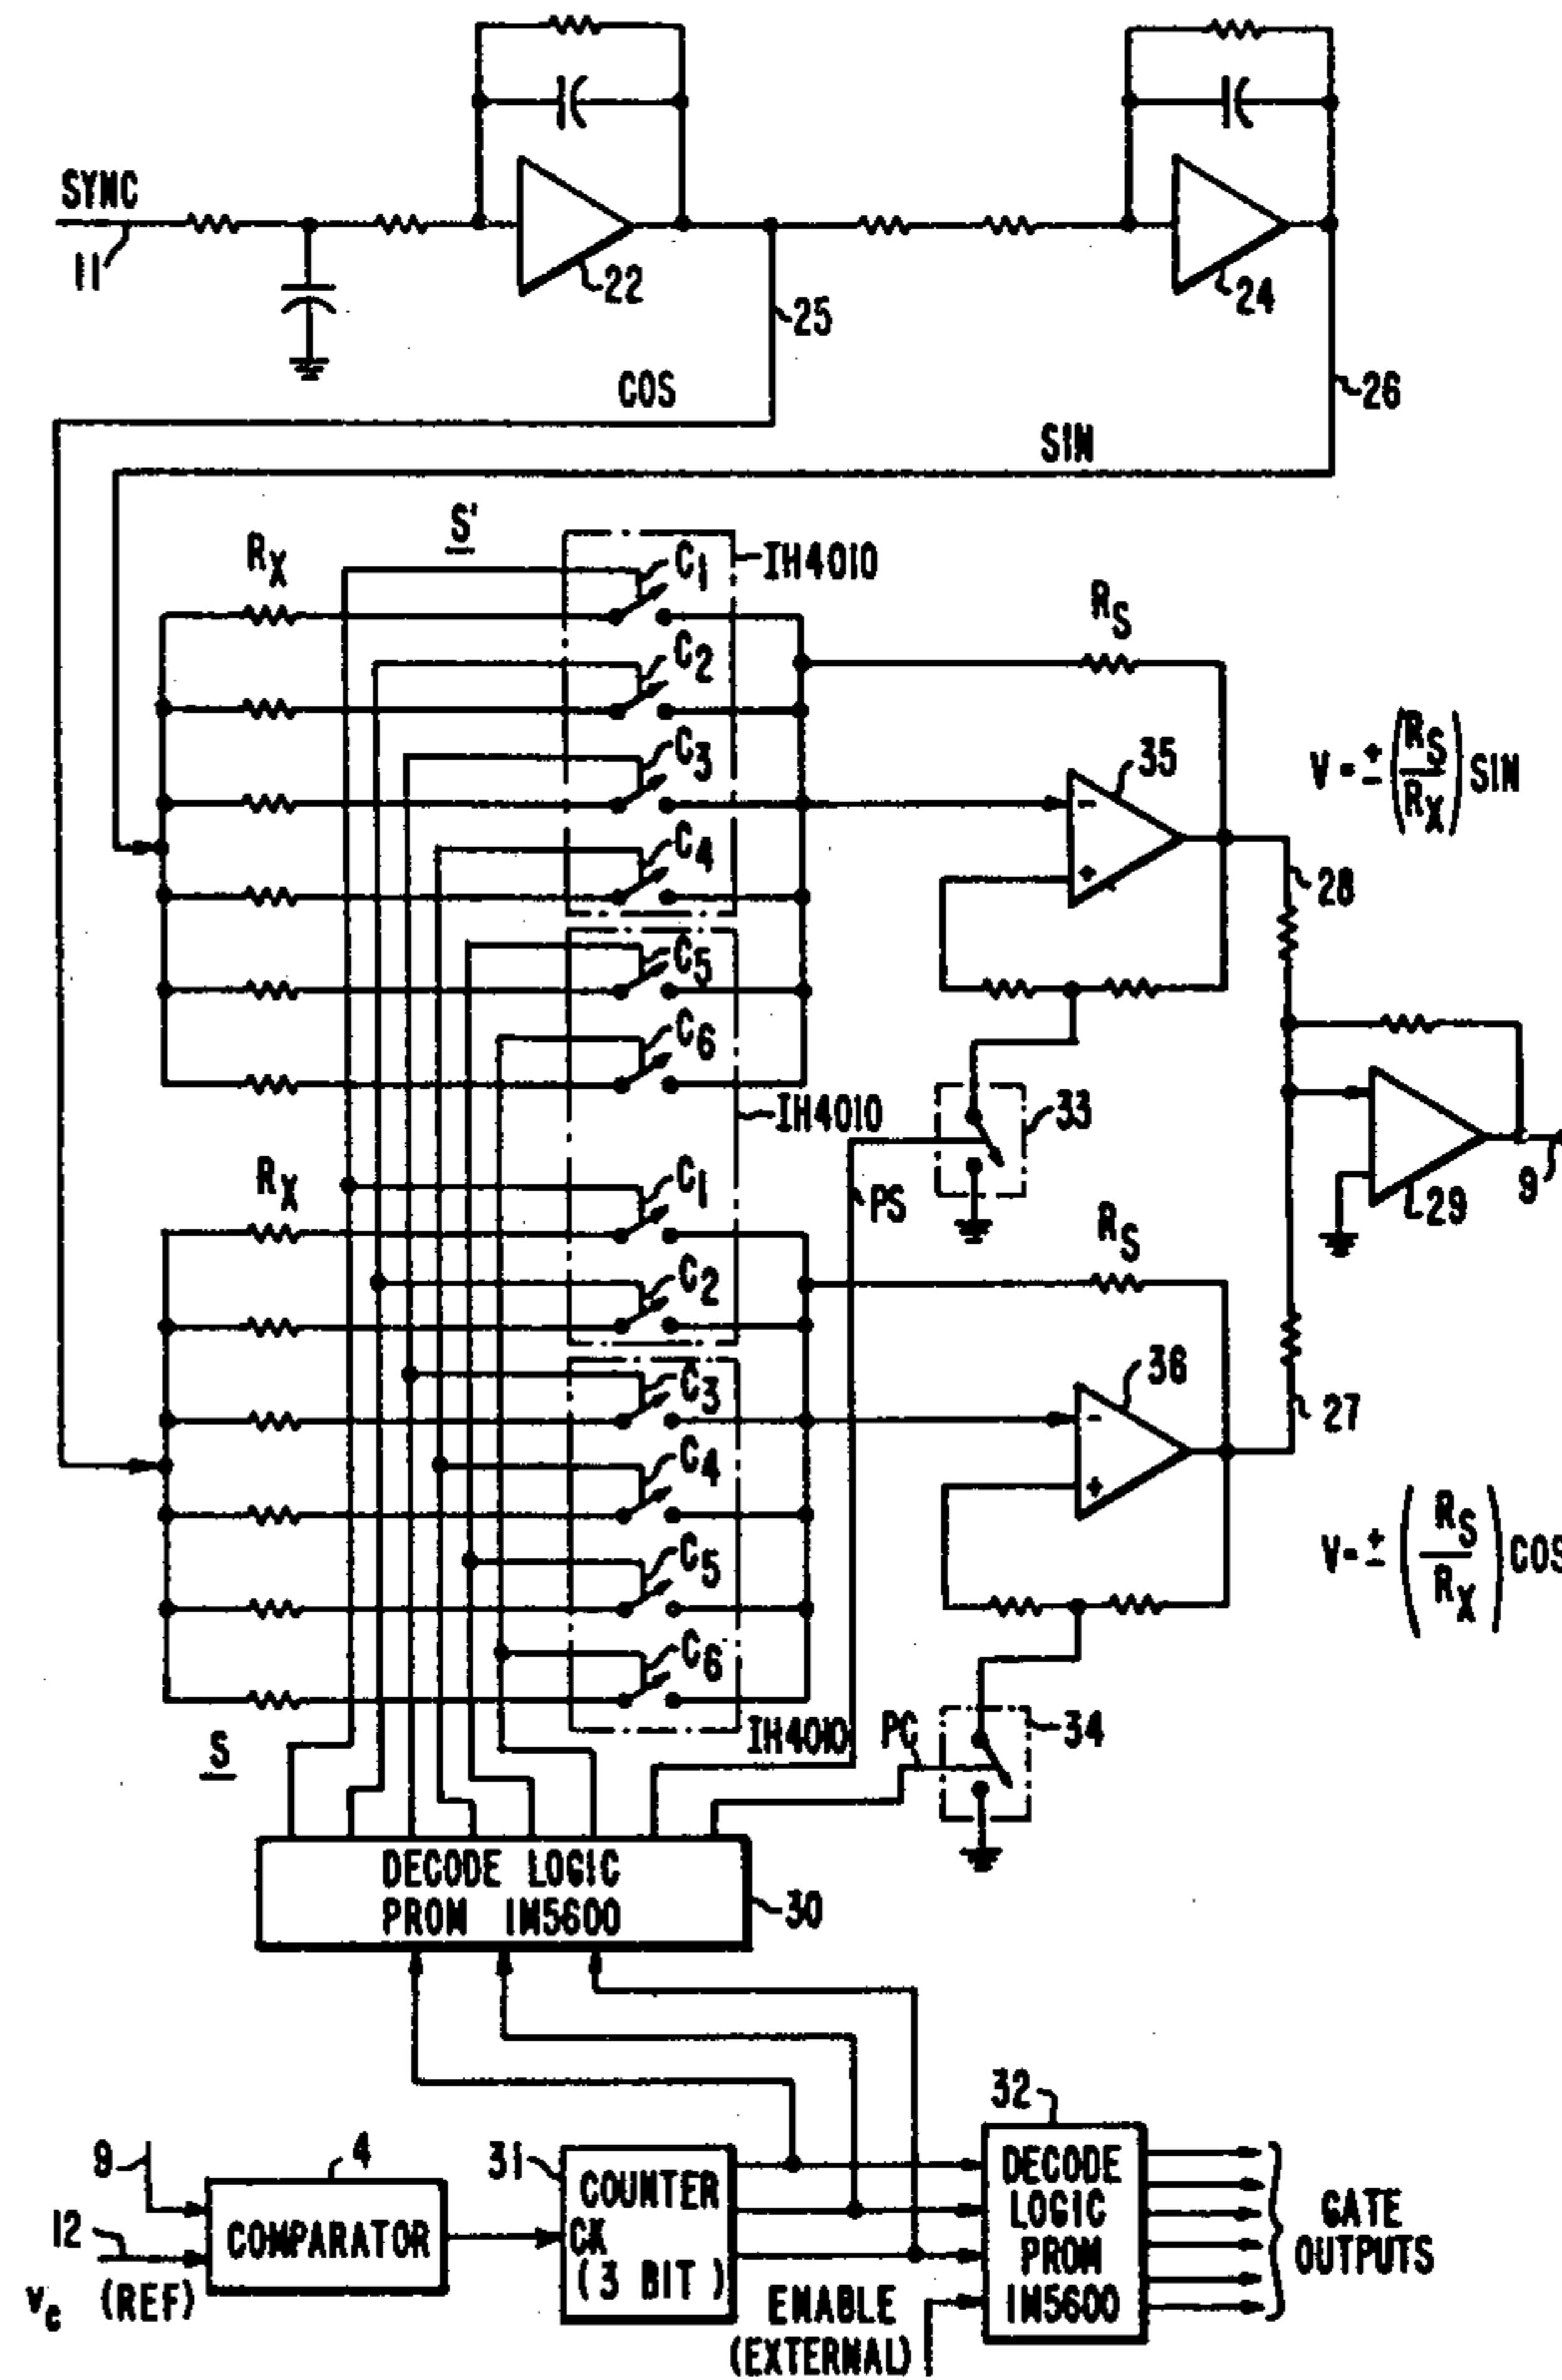 SYNC
11
22
24
25
26
COS
SIN
S'
RX
C1
IH4010
C2
C3
C4
C5
C6
IH4010
RS
35
V = ± (RS/RX) SIN
28
33
PS
29
9
RX
C1
C2
C3
C4
C5
C6
IH4010
RS
36
27
V = ± (RS/RX) COS
PC
34
S
DECODE LOGIC
PROM IM5600
30
9
12
vc (REF)
4
COMPARATOR
31
COUNTER
CK
(3 BIT)
32
DECODE
LOGIC
PROM
IM5600
ENABLE
(EXTERNAL)
GATE
OUTPUTS